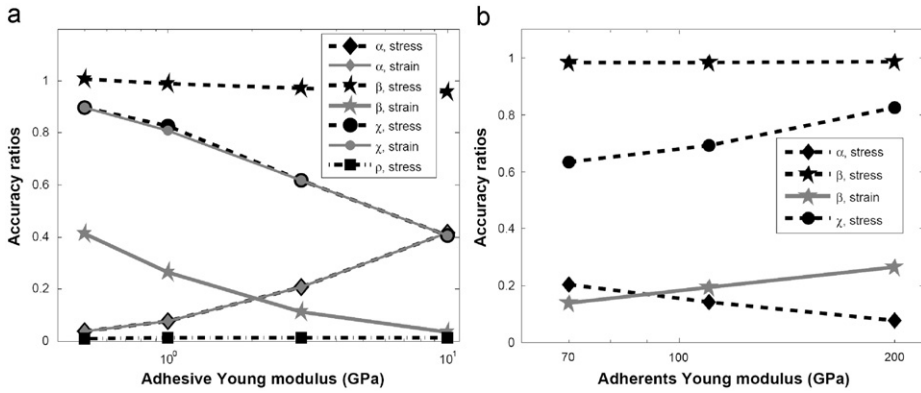 a
Accuracy ratios
1
0.8
0.6
0.4
0.2
0
10⁰
10¹
Adhesive Young modulus (GPa)
α, stress
α, strain
β, stress
β, strain
χ, stress
χ, strain
ρ, stress
b
Accuracy ratios
1
0.8
0.6
0.4
0.2
0
70
100
200
Adherents Young modulus (GPa)
α, stress
β, stress
β, strain
χ, stress